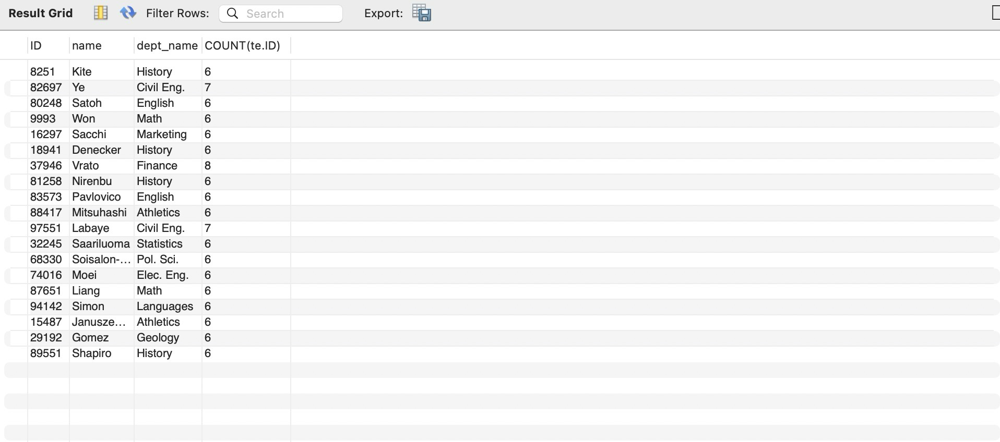 Result Grid Filter Rows: Search Export:
ID name dept_name COUNT(te.ID)
8251 Kite History 6
82697 Ye Civil Eng. 7
80248 Satoh English 6
9993 Won Math 6
16297 Sacchi Marketing 6
18941 Denecker History 6
37946 Vrato Finance 8
81258 Nirenbu History 6
83573 Pavlovico English 6
88417 Mitsuhashi Athletics 6
97551 Labaye Civil Eng. 7
32245 Saariluoma Statistics 6
68330 Soisalon-... Pol. Sci. 6
74016 Moei Elec. Eng. 6
87651 Liang Math 6
94142 Simon Languages 6
15487 Janusze... Athletics 6
29192 Gomez Geology 6
89551 Shapiro History 6